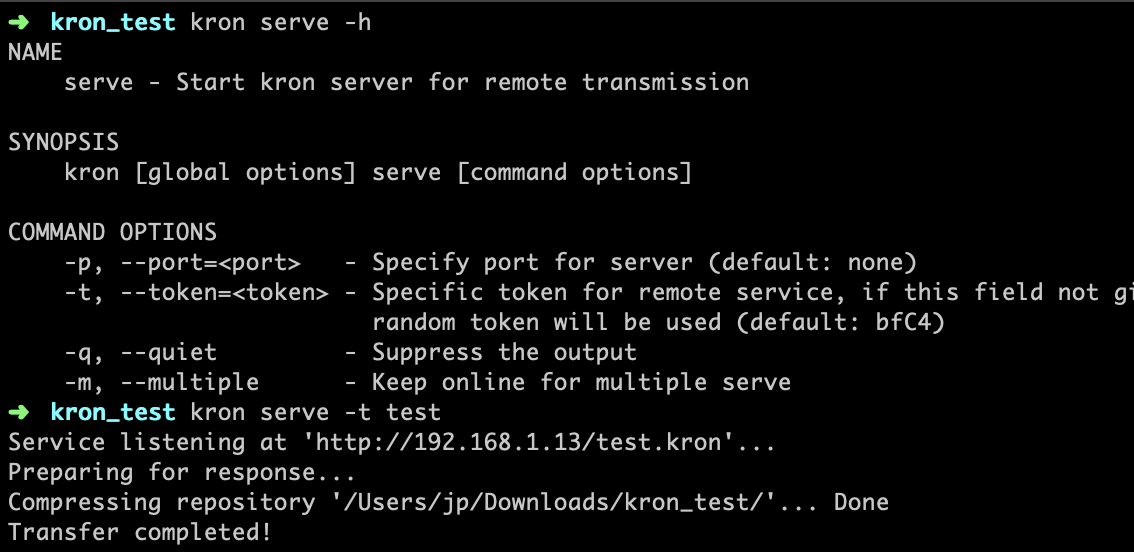 ➜ kron_test kron serve -h
NAME
    serve - Start kron server for remote transmission

SYNOPSIS
    kron [global options] serve [command options]

COMMAND OPTIONS
    -p, --port=<port>   - Specify port for server (default: none)
    -t, --token=<token> - Specific token for remote service, if this field not
                          random token will be used (default: bfC4)
    -q, --quiet         - Suppress the output
    -m, --multiple      - Keep online for multiple serve
➜ kron_test kron serve -t test
Service listening at 'http://192.168.1.13/test.kron'...
Preparing for response...
Compressing repository '/Users/jp/Downloads/kron_test/'... Done
Transfer completed!